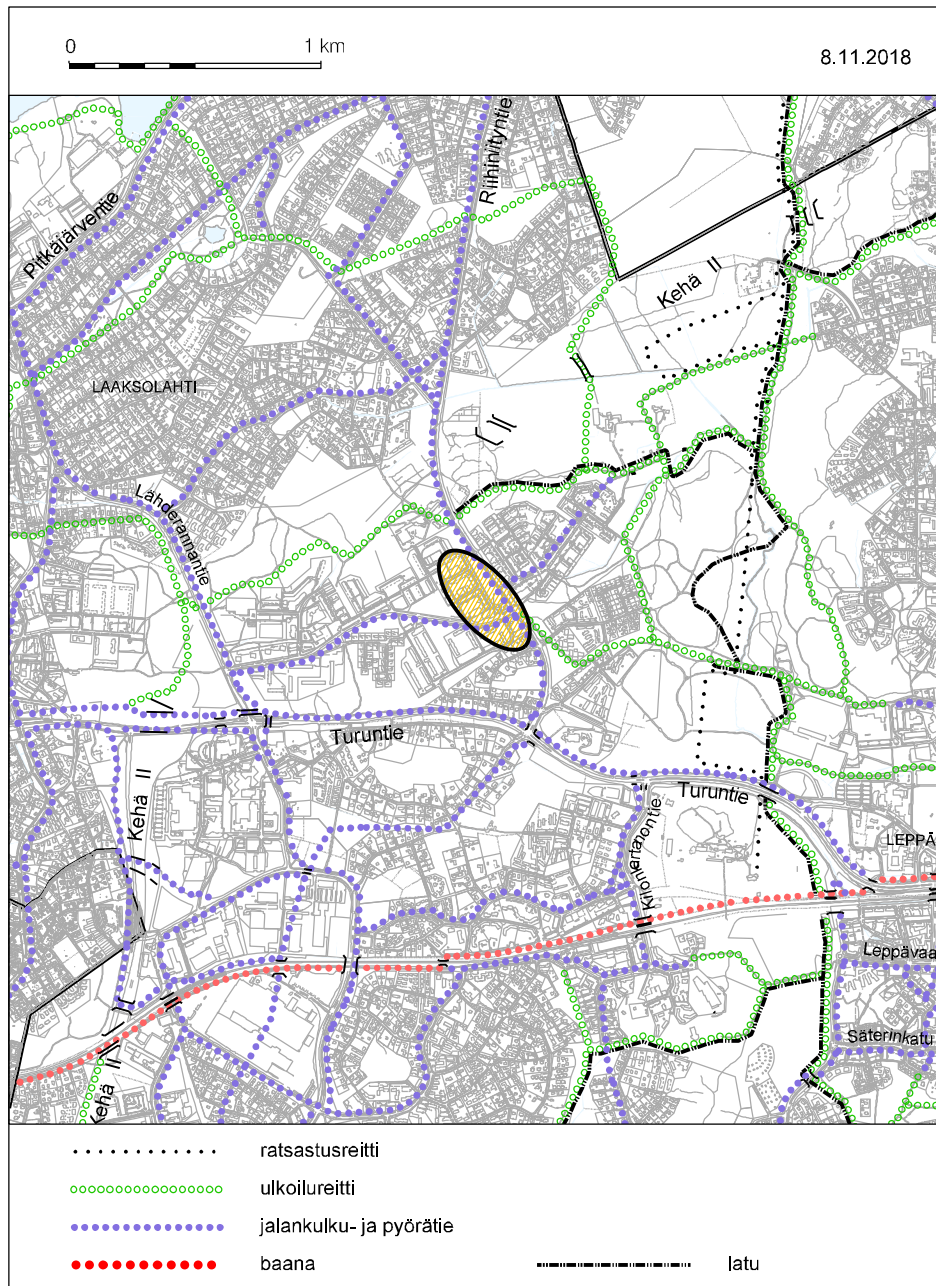 0 1 km
8.11.2018
Riihiniityntie
Pitkäjärventie
Kehä II
LAAKSOLAHTI
Lähderannantie
Turuntie
Kehä II
Turuntie
Kilonkartanontie
LEPPÄ
Leppävaa
Säterinkatu
Kehä II
ratsastusreitti
ulkoilureitti
jalankulku- ja pyörätie
baana
latu